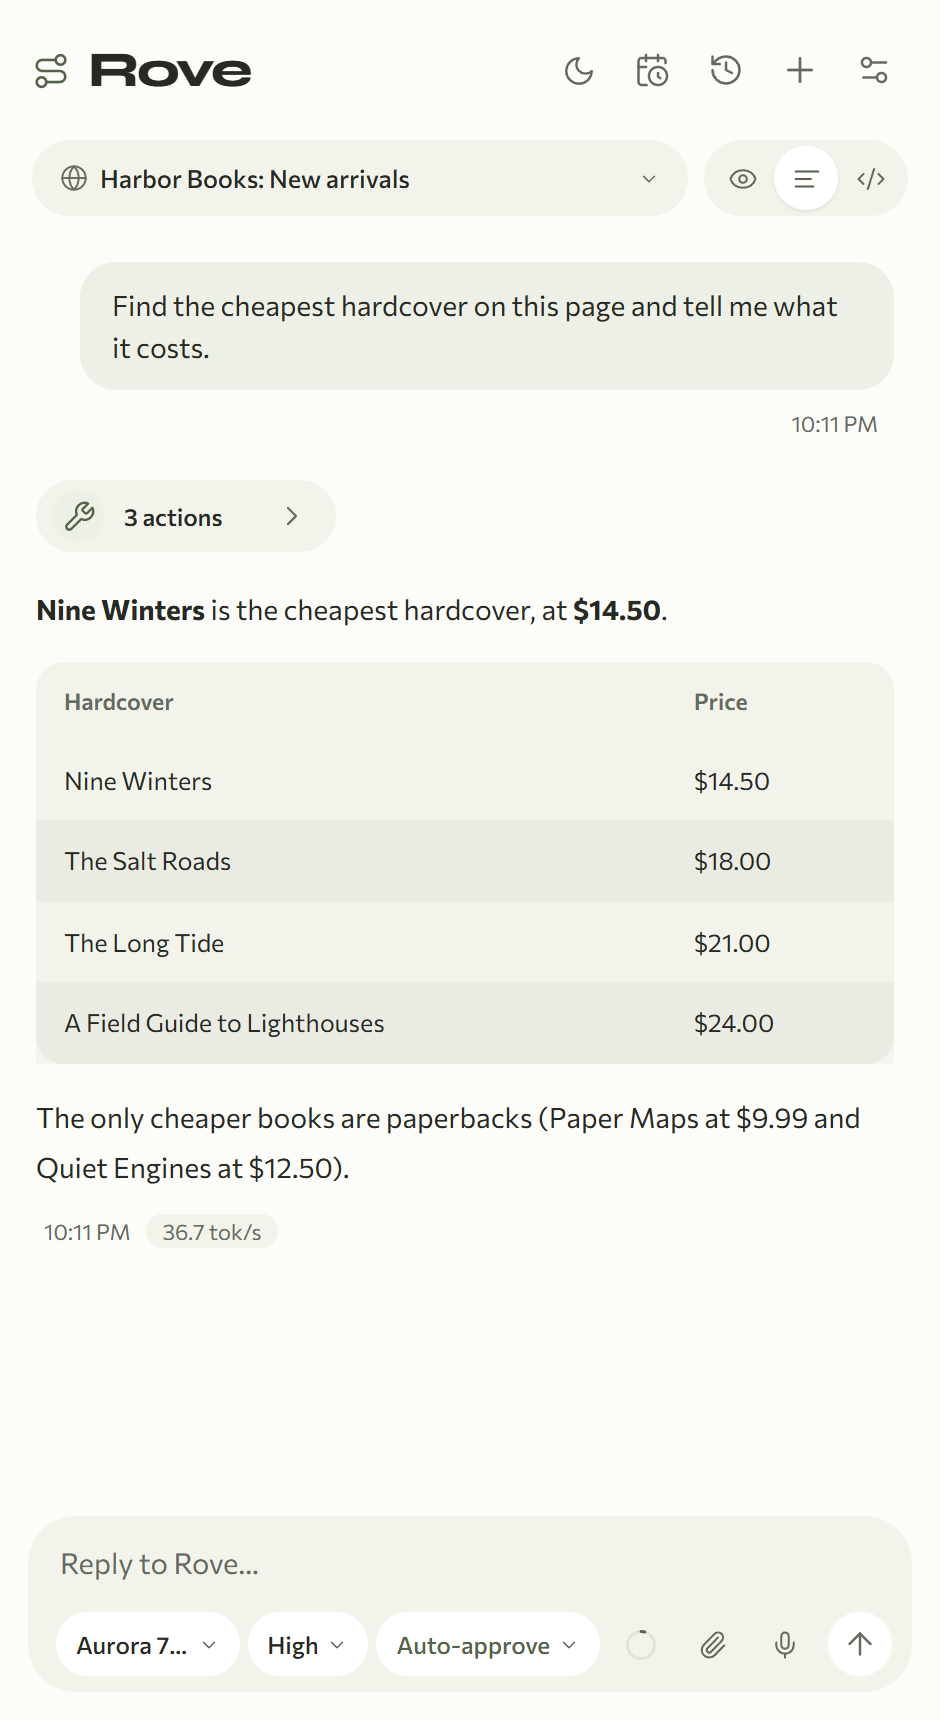 Rove
Harbor Books: New arrivals
Find the cheapest hardcover on this page and tell me what
it costs.
10:11 PM
3 actions
Nine Winters is the cheapest hardcover, at $14.50.
Hardcover Price
Nine Winters $14.50
The Salt Roads $18.00
The Long Tide $21.00
A Field Guide to Lighthouses $24.00
The only cheaper books are paperbacks (Paper Maps at $9.99 and
Quiet Engines at $12.50).
10:11 PM 36.7 tok/s
Reply to Rove...
Aurora 7... High Auto-approve